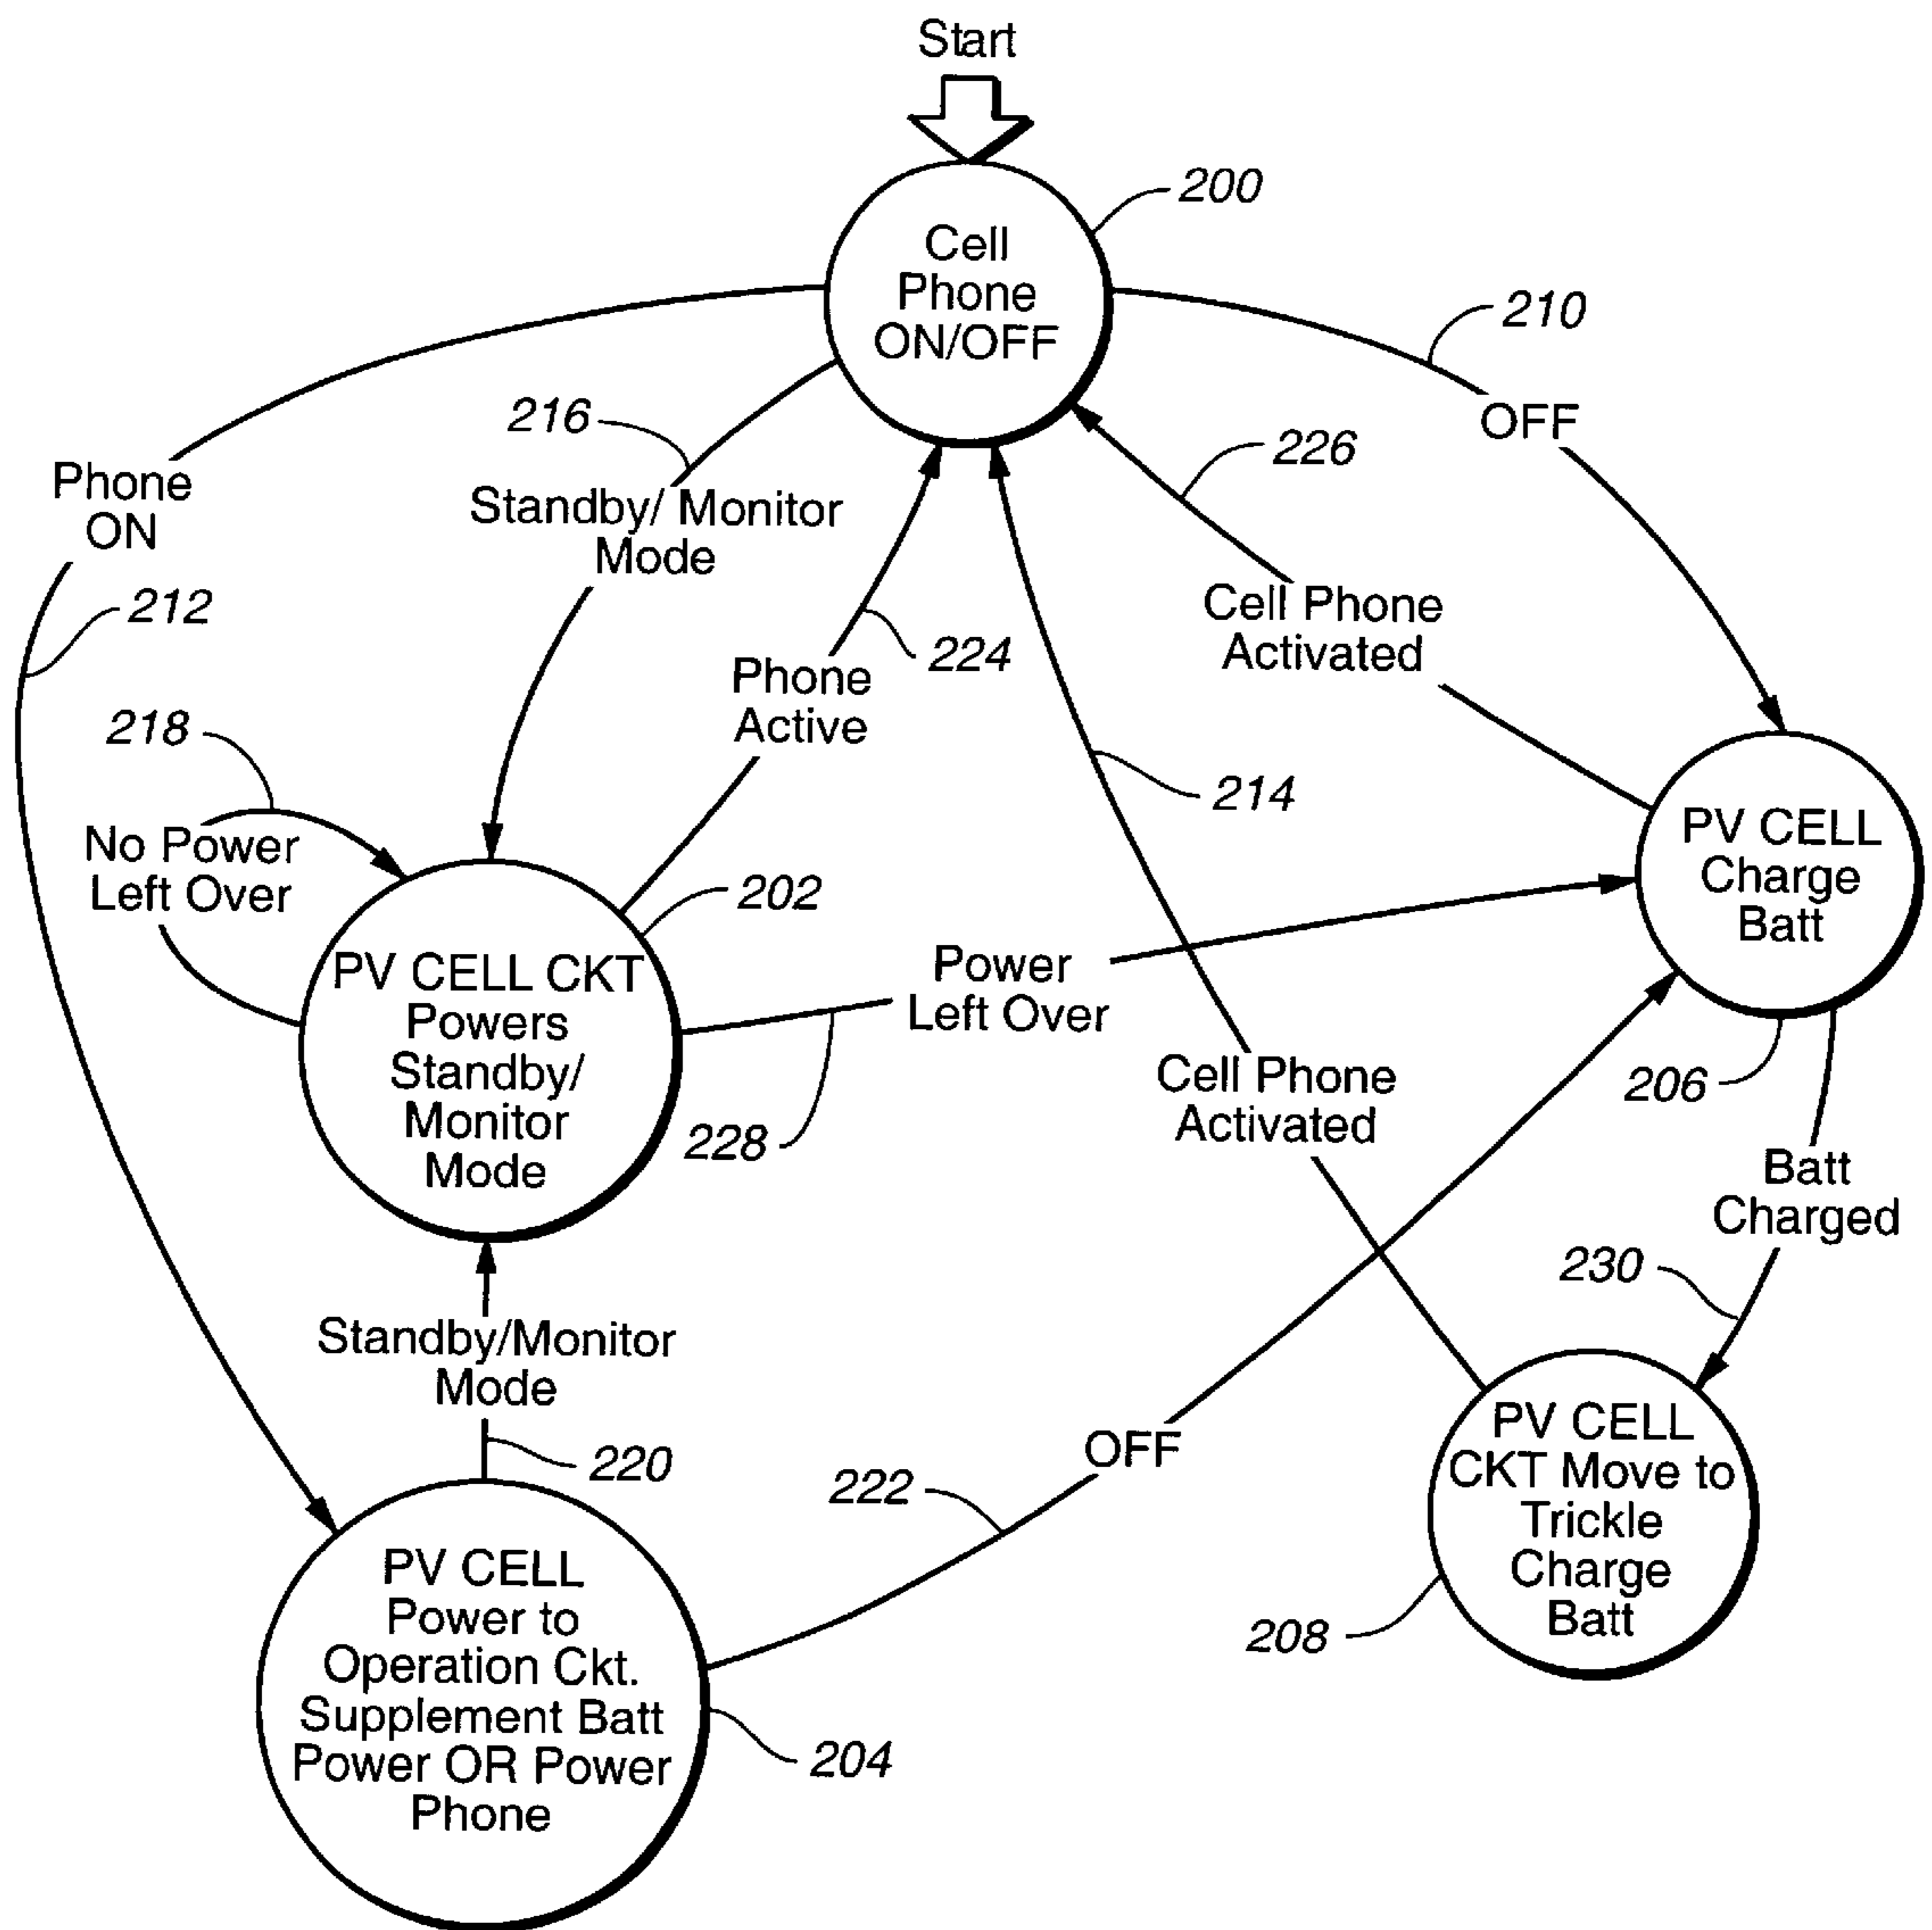 Start
200
Cell
Phone
ON/OFF
210
OFF
216
226
Phone
ON
Standby/ Monitor
Mode
212
Cell Phone
Activated
224
Phone
Active
218
214
No Power
Left Over
PV CELL
Charge
Batt
202
PV CELL CKT
Powers
Standby/
Monitor
Mode
Power
Left Over
228
Cell Phone
Activated
206
Batt
Charged
230
Standby/Monitor
Mode
220
OFF
222
PV CELL
CKT Move to
Trickle
Charge
Batt
208
PV CELL
Power to
Operation Ckt.
Supplement Batt
Power OR Power
Phone
204